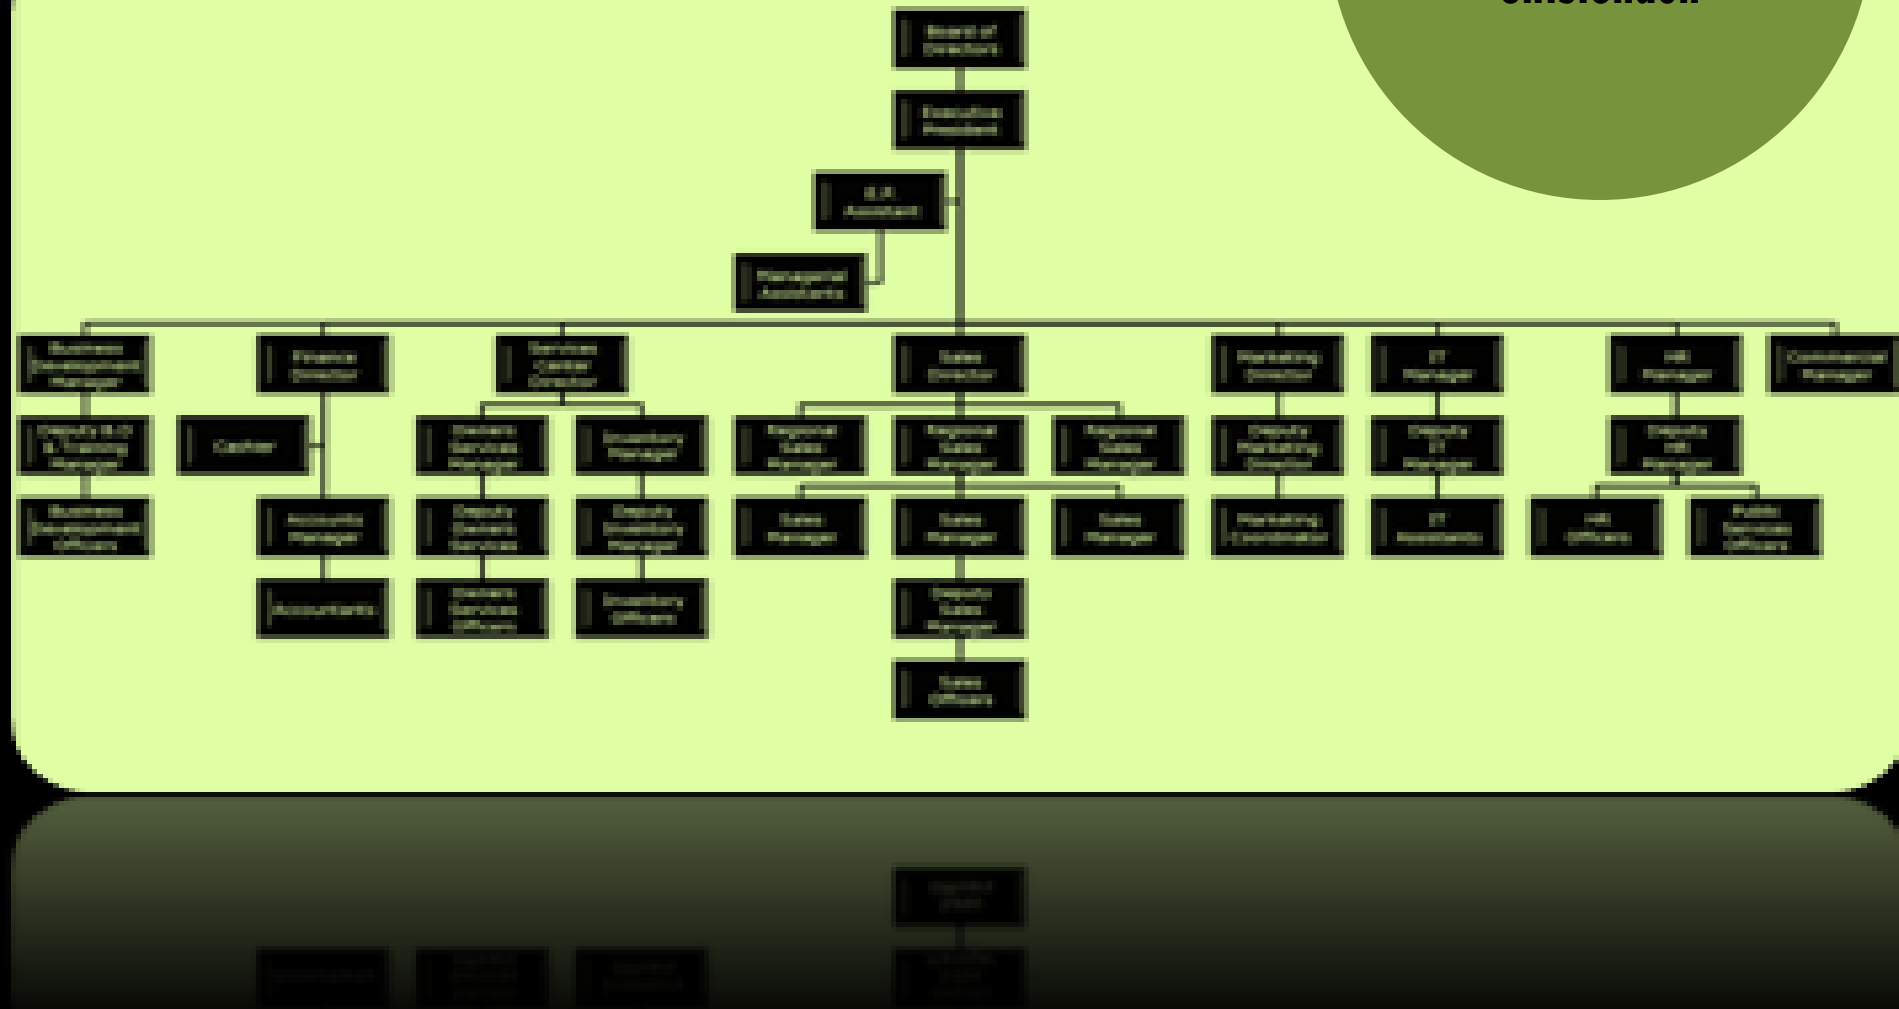 Board of
Directors
Executive
President
E.P.
Assistant
Managerial
Assistants
Business
Development
Manager
Finance
Director
Services
Center
Director
Sales
Director
Marketing
Director
IT
Manager
HR
Manager
Commercial
Manager
Deputy B.D
& Training
Manager
Cashier
Owners
Services
Manager
Inventory
Manager
Regional
Sales
Manager
Regional
Sales
Manager
Regional
Sales
Manager
Deputy
Marketing
Director
Deputy
IT
Manager
Deputy
HR
Manager
Business
Development
Officers
Accounts
Manager
Deputy
Owners
Services
Deputy
Inventory
Manager
Sales
Manager
Sales
Manager
Sales
Manager
Marketing
Coordinator
IT
Assistants
HR
Officers
Public
Services
Officers
Accountants
Owners
Services
Officers
Inventory
Officers
Deputy
Sales
Manager
Sales
Officers